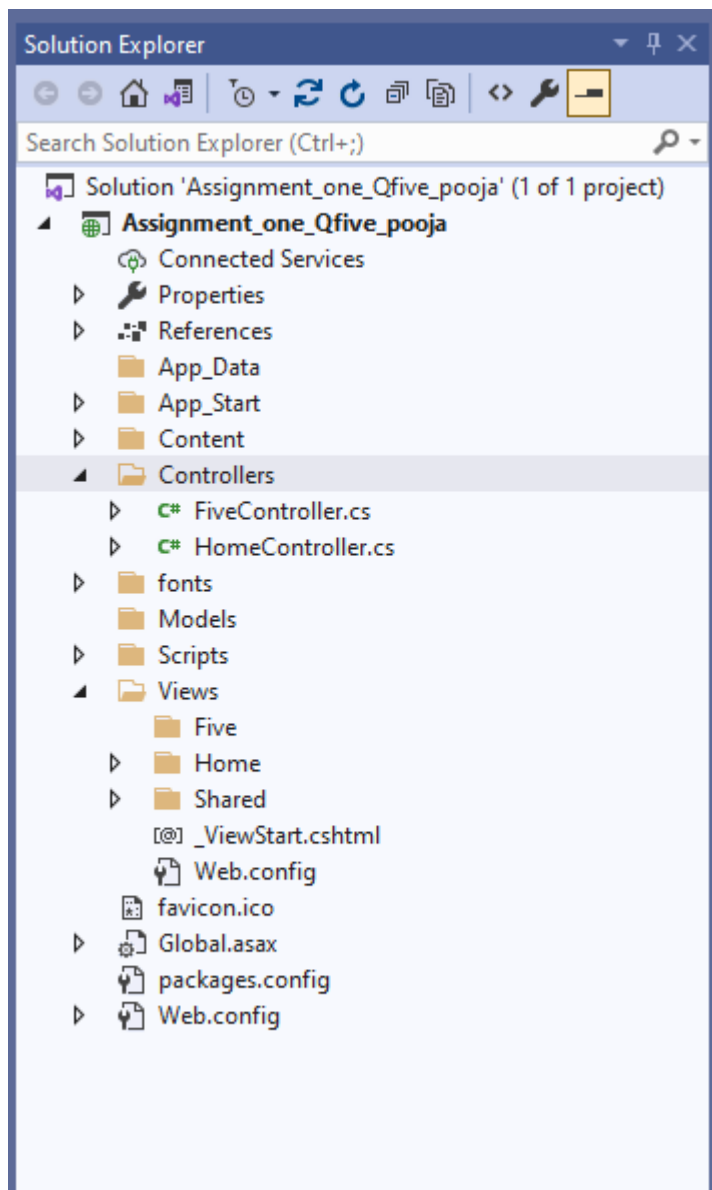 Solution Explorer
Search Solution Explorer (Ctrl+;)
Solution 'Assignment_one_Qfive_pooja' (1 of 1 project)
Assignment_one_Qfive_pooja
Connected Services
Properties
References
App_Data
App_Start
Content
Controllers
C# FiveController.cs
C# HomeController.cs
fonts
Models
Scripts
Views
Five
Home
Shared
[@] _ViewStart.cshtml
Web.config
favicon.ico
Global.asax
packages.config
Web.config